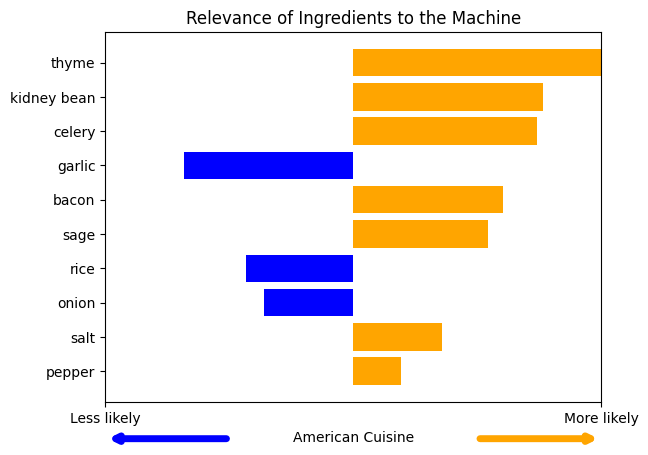 Relevance of Ingredients to the Machine
thyme
kidney bean
celery
garlic
bacon
sage
rice
onion
salt
pepper
Less likely
More likely
American Cuisine